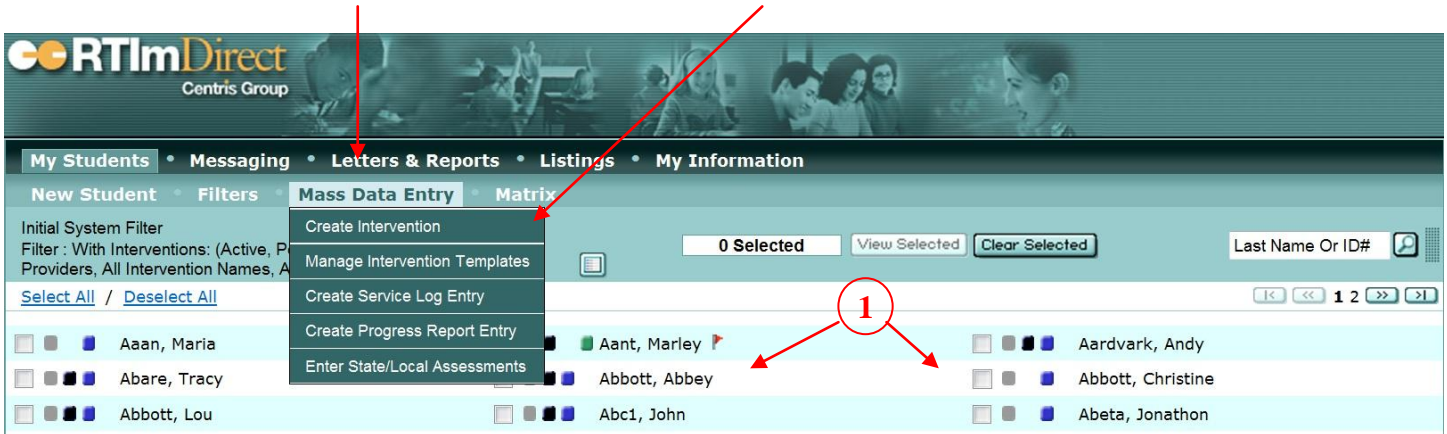 RTImDirect
Centris Group
My Students • Messaging • Letters & Reports • Listings • My Information
New Student • Filters • Mass Data Entry • Matrix
Initial System Filter
Filter : With Interventions: (Active, P
Providers, All Intervention Names, A
Create Intervention
Manage Intervention Templates
Create Service Log Entry
Create Progress Report Entry
Enter State/Local Assessments
0 Selected View Selected Clear Selected Last Name Or ID#
Select All / Deselect All
1 2
1
Aaan, Maria Aant, Marley Aardvark, Andy
Abare, Tracy Abbott, Abbey Abbott, Christine
Abbott, Lou Abc1, John Abeta, Jonathon